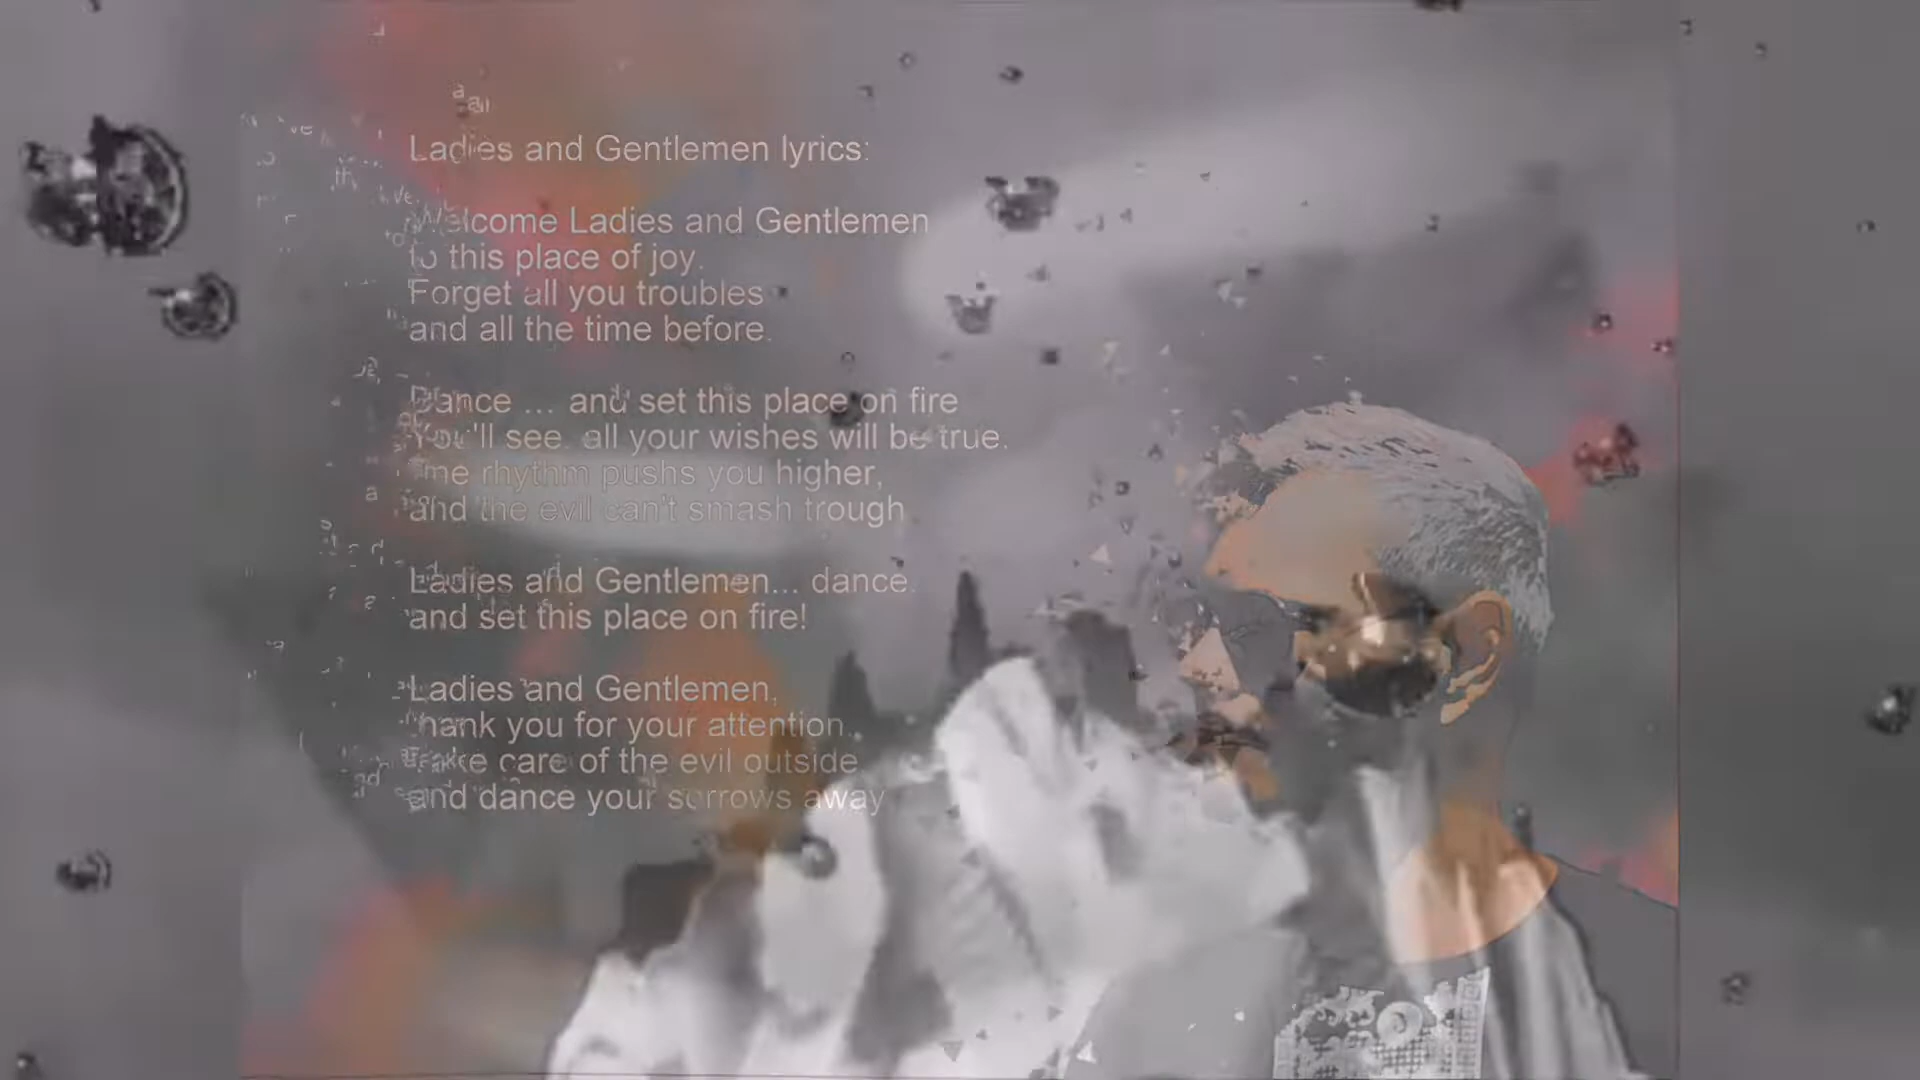 Ladies and Gentlemen lyrics:
Welcome Ladies and Gentlemen
to this place of joy.
Forget all you troubles
and all the time before.
Dance ... and set this place on fire
You'll see. all your wishes will be true.
The rhythm pushs you higher,
and the evil can't smash trough
Ladies and Gentlemen... dance.
and set this place on fire!
Ladies and Gentlemen,
thank you for your attention.
Take care of the evil outside
and dance your sorrows away